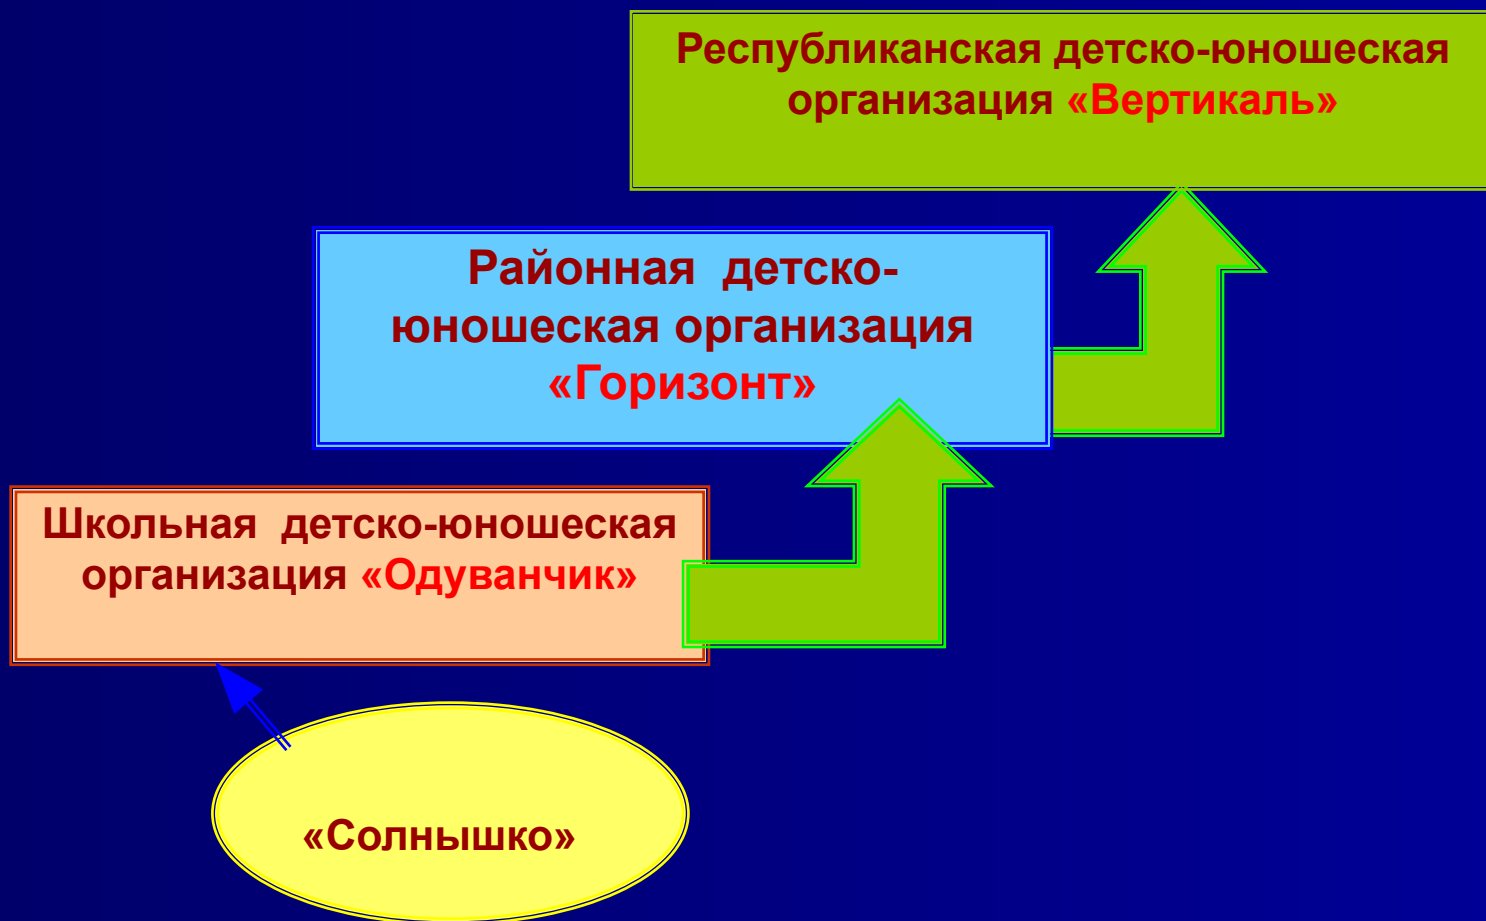 Республиканская детско-юношеская
организация «Вертикаль»
Районная детско-
юношеская организация
«Горизонт»
Школьная детско-юношеская
организация «Одуванчик»
«Солнышко»